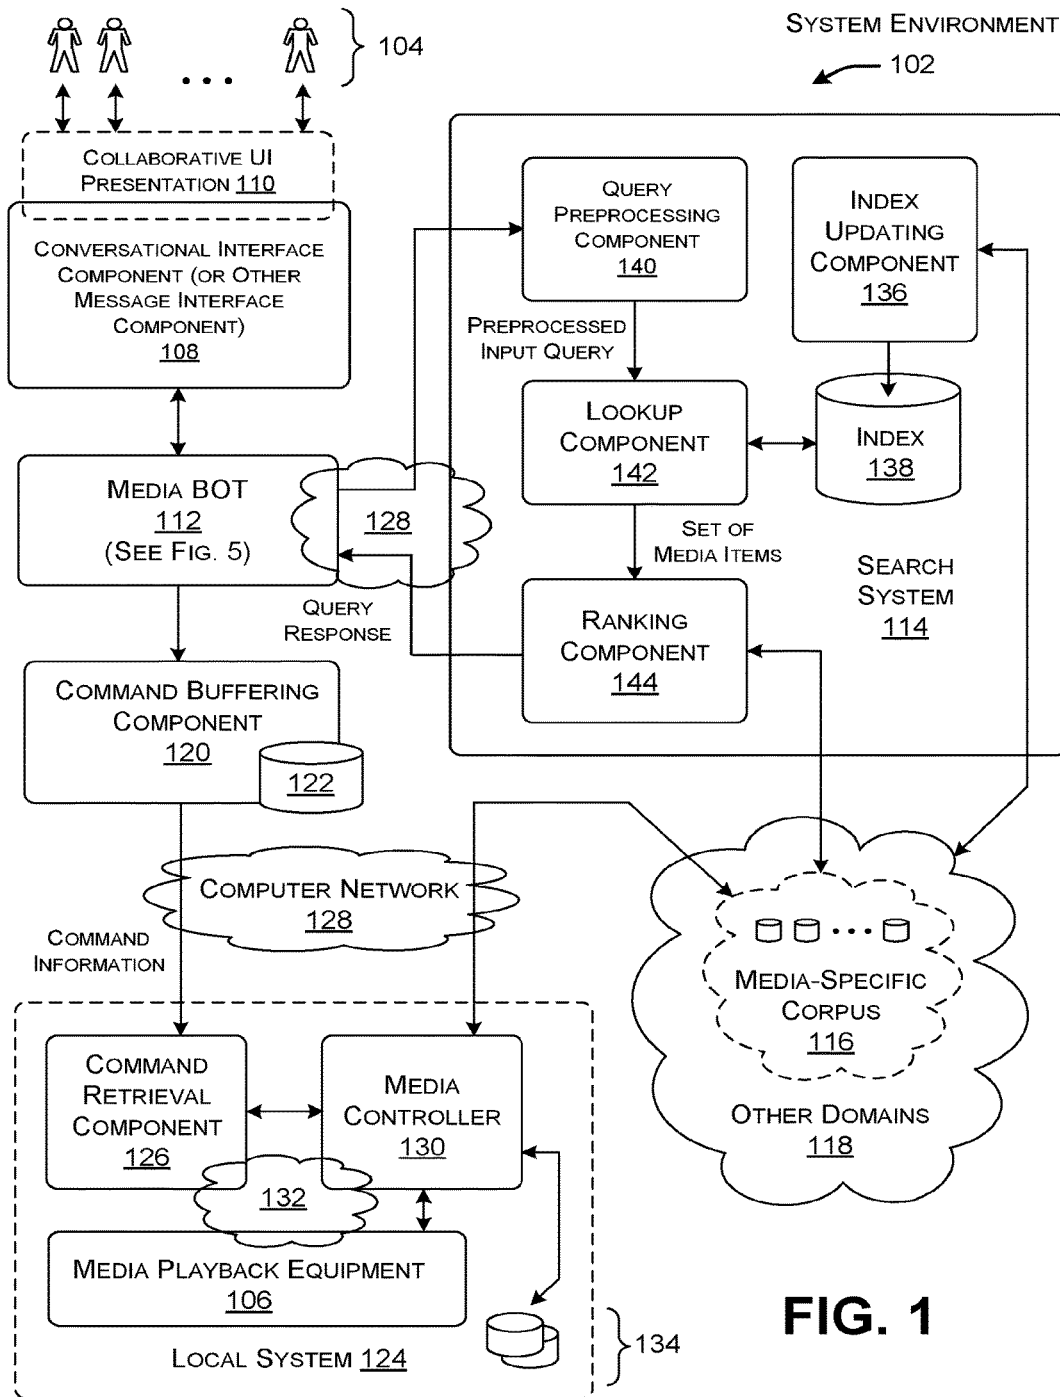 104
SYSTEM ENVIRONMENT
102
COLLABORATIVE UI
PRESENTATION 110
CONVERSATIONAL INTERFACE
COMPONENT (OR OTHER
MESSAGE INTERFACE
COMPONENT)
108
MEDIA BOT
112
(SEE FIG. 5)
128
QUERY
RESPONSE
COMMAND BUFFERING
COMPONENT
120
122
QUERY
PREPROCESSING
COMPONENT
140
PREPROCESSED
INPUT QUERY
LOOKUP
COMPONENT
142
SET OF
MEDIA ITEMS
RANKING
COMPONENT
144
INDEX
UPDATING
COMPONENT
136
INDEX
138
SEARCH
SYSTEM
114
COMPUTER NETWORK
128
COMMAND
INFORMATION
MEDIA-SPECIFIC
CORPUS
116
OTHER DOMAINS
118
COMMAND
RETRIEVAL
COMPONENT
126
MEDIA
CONTROLLER
130
132
MEDIA PLAYBACK EQUIPMENT
106
LOCAL SYSTEM 124
134
FIG. 1